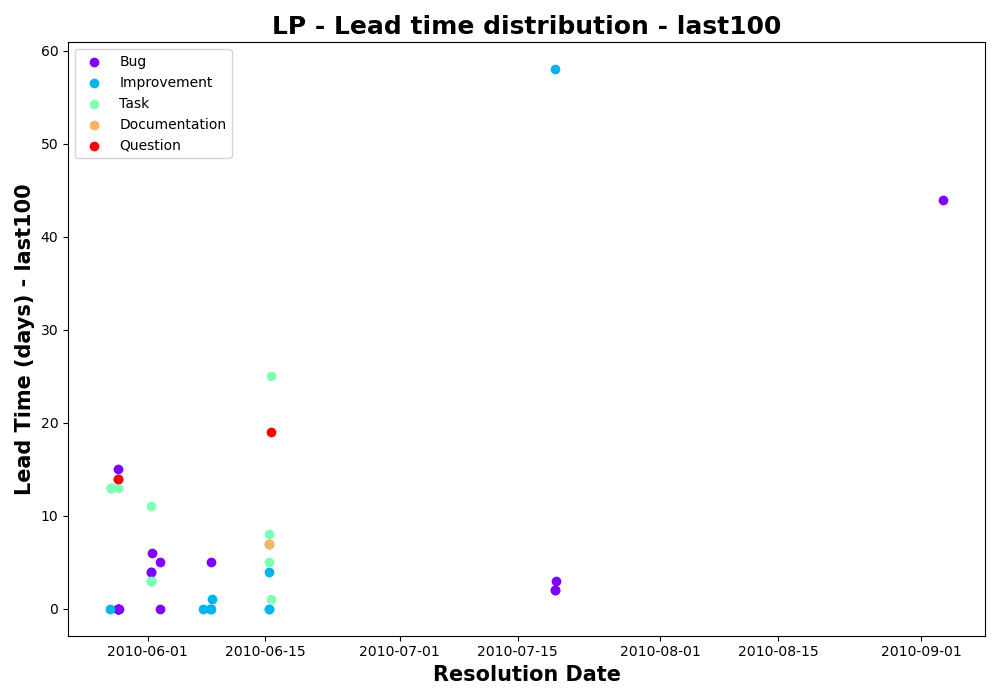 LP - Lead time distribution - last100
Bug
Improvement
Task
Documentation
Question
Lead Time (days) - last100
60
50
40
30
20
10
0
2010-06-01 2010-06-15 2010-07-01 2010-07-15 2010-08-01 2010-08-15 2010-09-01
Resolution Date